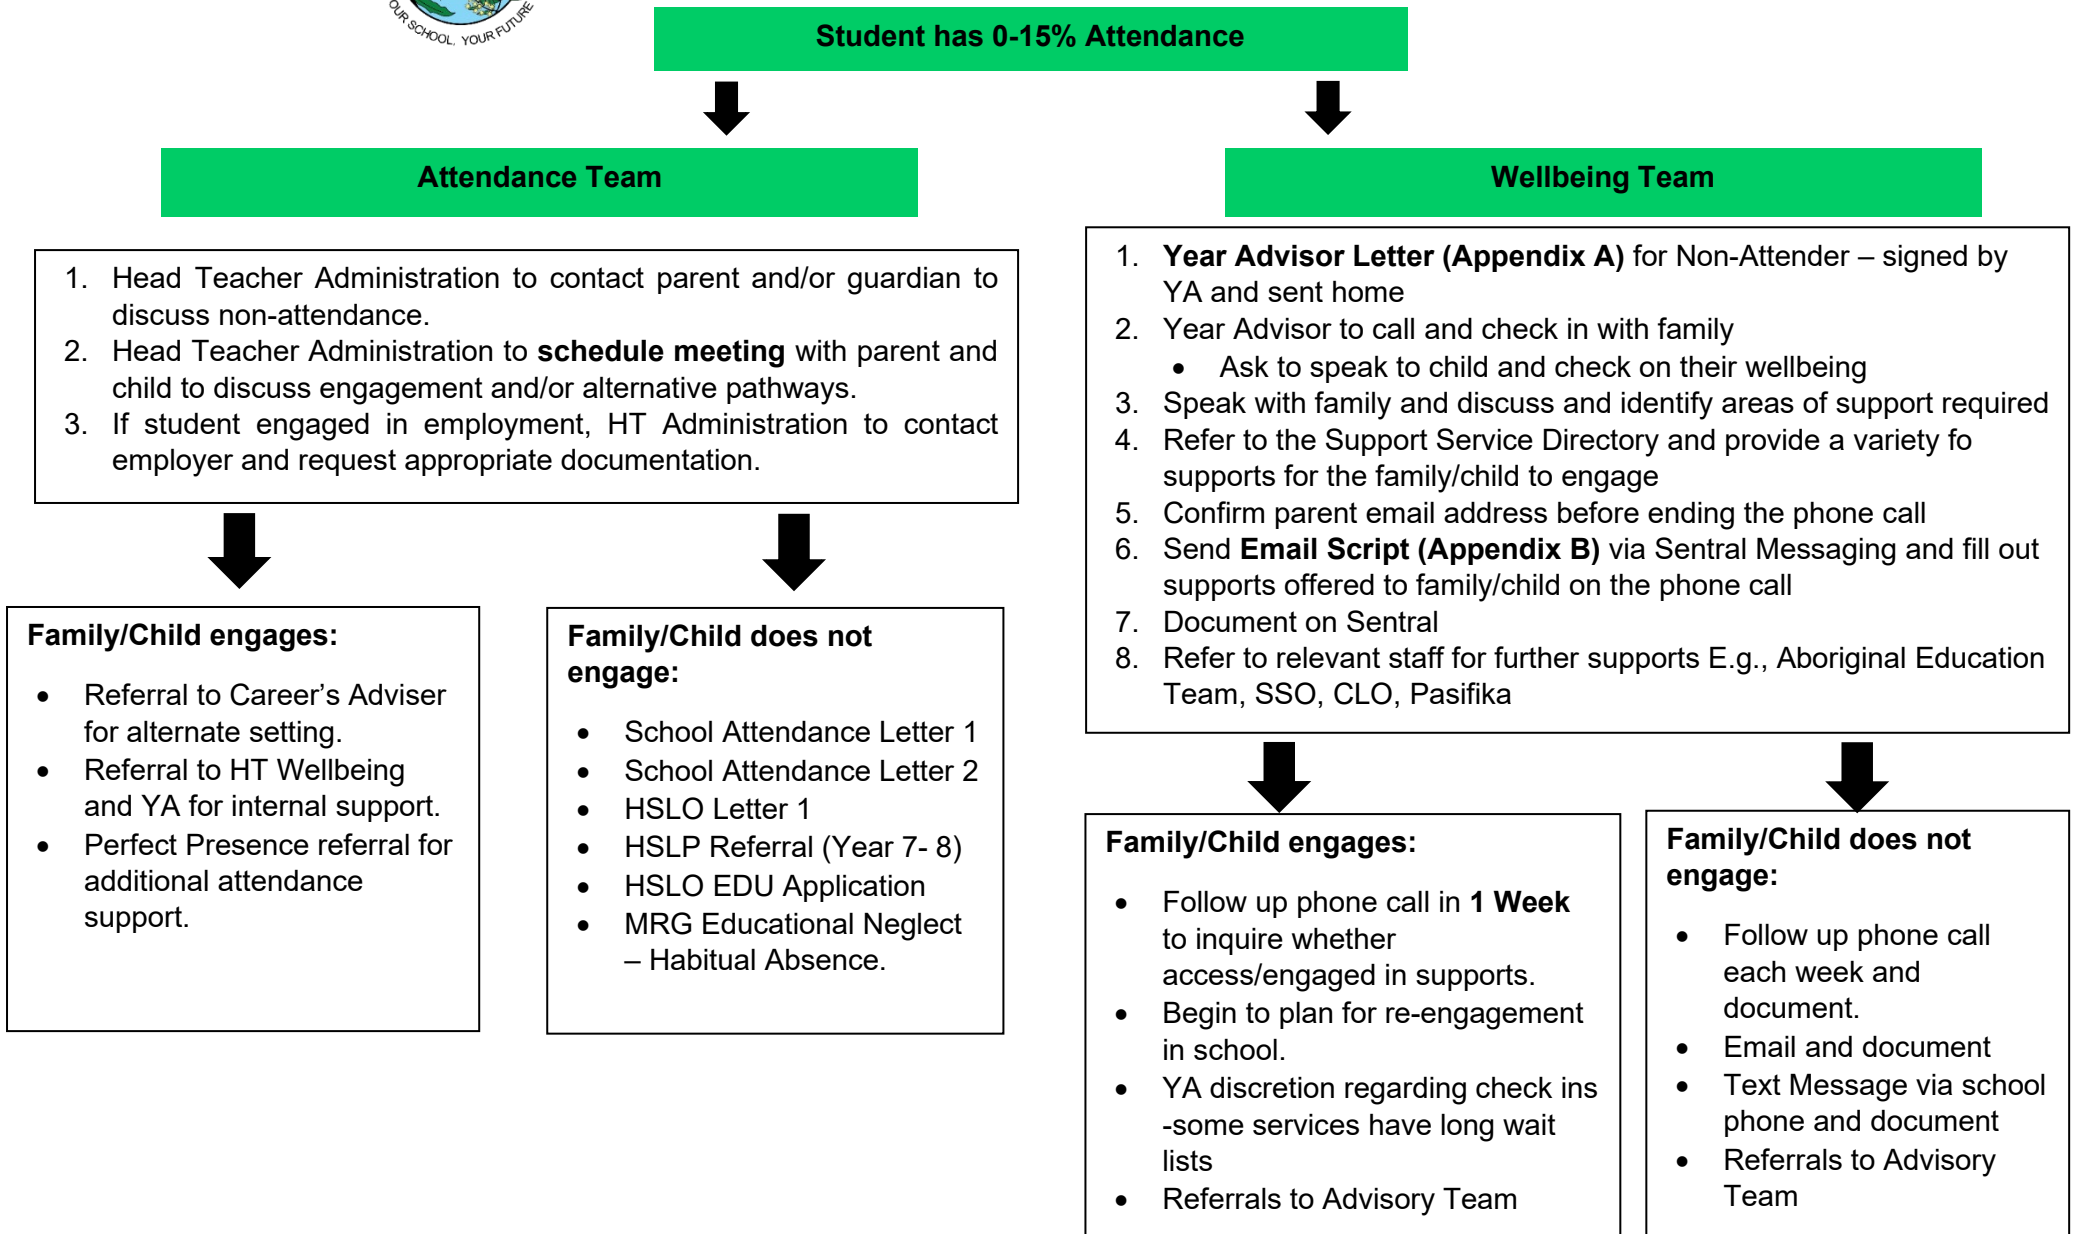 OUR SCHOOL, YOUR FUTURE
Student has 0-15% Attendance
Attendance Team
1. Head Teacher Administration to contact parent and/or guardian to
discuss non-attendance.
2. Head Teacher Administration to schedule meeting with parent and
child to discuss engagement and/or alternative pathways.
3. If student engaged in employment, HT Administration to contact
employer and request appropriate documentation.
Family/Child engages:
• Referral to Career’s Adviser
for alternate setting.
• Referral to HT Wellbeing
and YA for internal support.
• Perfect Presence referral for
additional attendance
support.
Family/Child does not
engage:
• School Attendance Letter 1
• School Attendance Letter 2
• HSLO Letter 1
• HSLP Referral (Year 7- 8)
• HSLO EDU Application
• MRG Educational Neglect
– Habitual Absence.
Wellbeing Team
1. Year Advisor Letter (Appendix A) for Non-Attender – signed by
YA and sent home
2. Year Advisor to call and check in with family
• Ask to speak to child and check on their wellbeing
3. Speak with family and discuss and identify areas of support required
4. Refer to the Support Service Directory and provide a variety fo
supports for the family/child to engage
5. Confirm parent email address before ending the phone call
6. Send Email Script (Appendix B) via Sentral Messaging and fill out
supports offered to family/child on the phone call
7. Document on Sentral
8. Refer to relevant staff for further supports E.g., Aboriginal Education
Team, SSO, CLO, Pasifika
Family/Child engages:
• Follow up phone call in 1 Week
to inquire whether
access/engaged in supports.
• Begin to plan for re-engagement
in school.
• YA discretion regarding check ins
-some services have long wait
lists
• Referrals to Advisory Team
Family/Child does not
engage:
• Follow up phone call
each week and
document.
• Email and document
• Text Message via school
phone and document
• Referrals to Advisory
Team